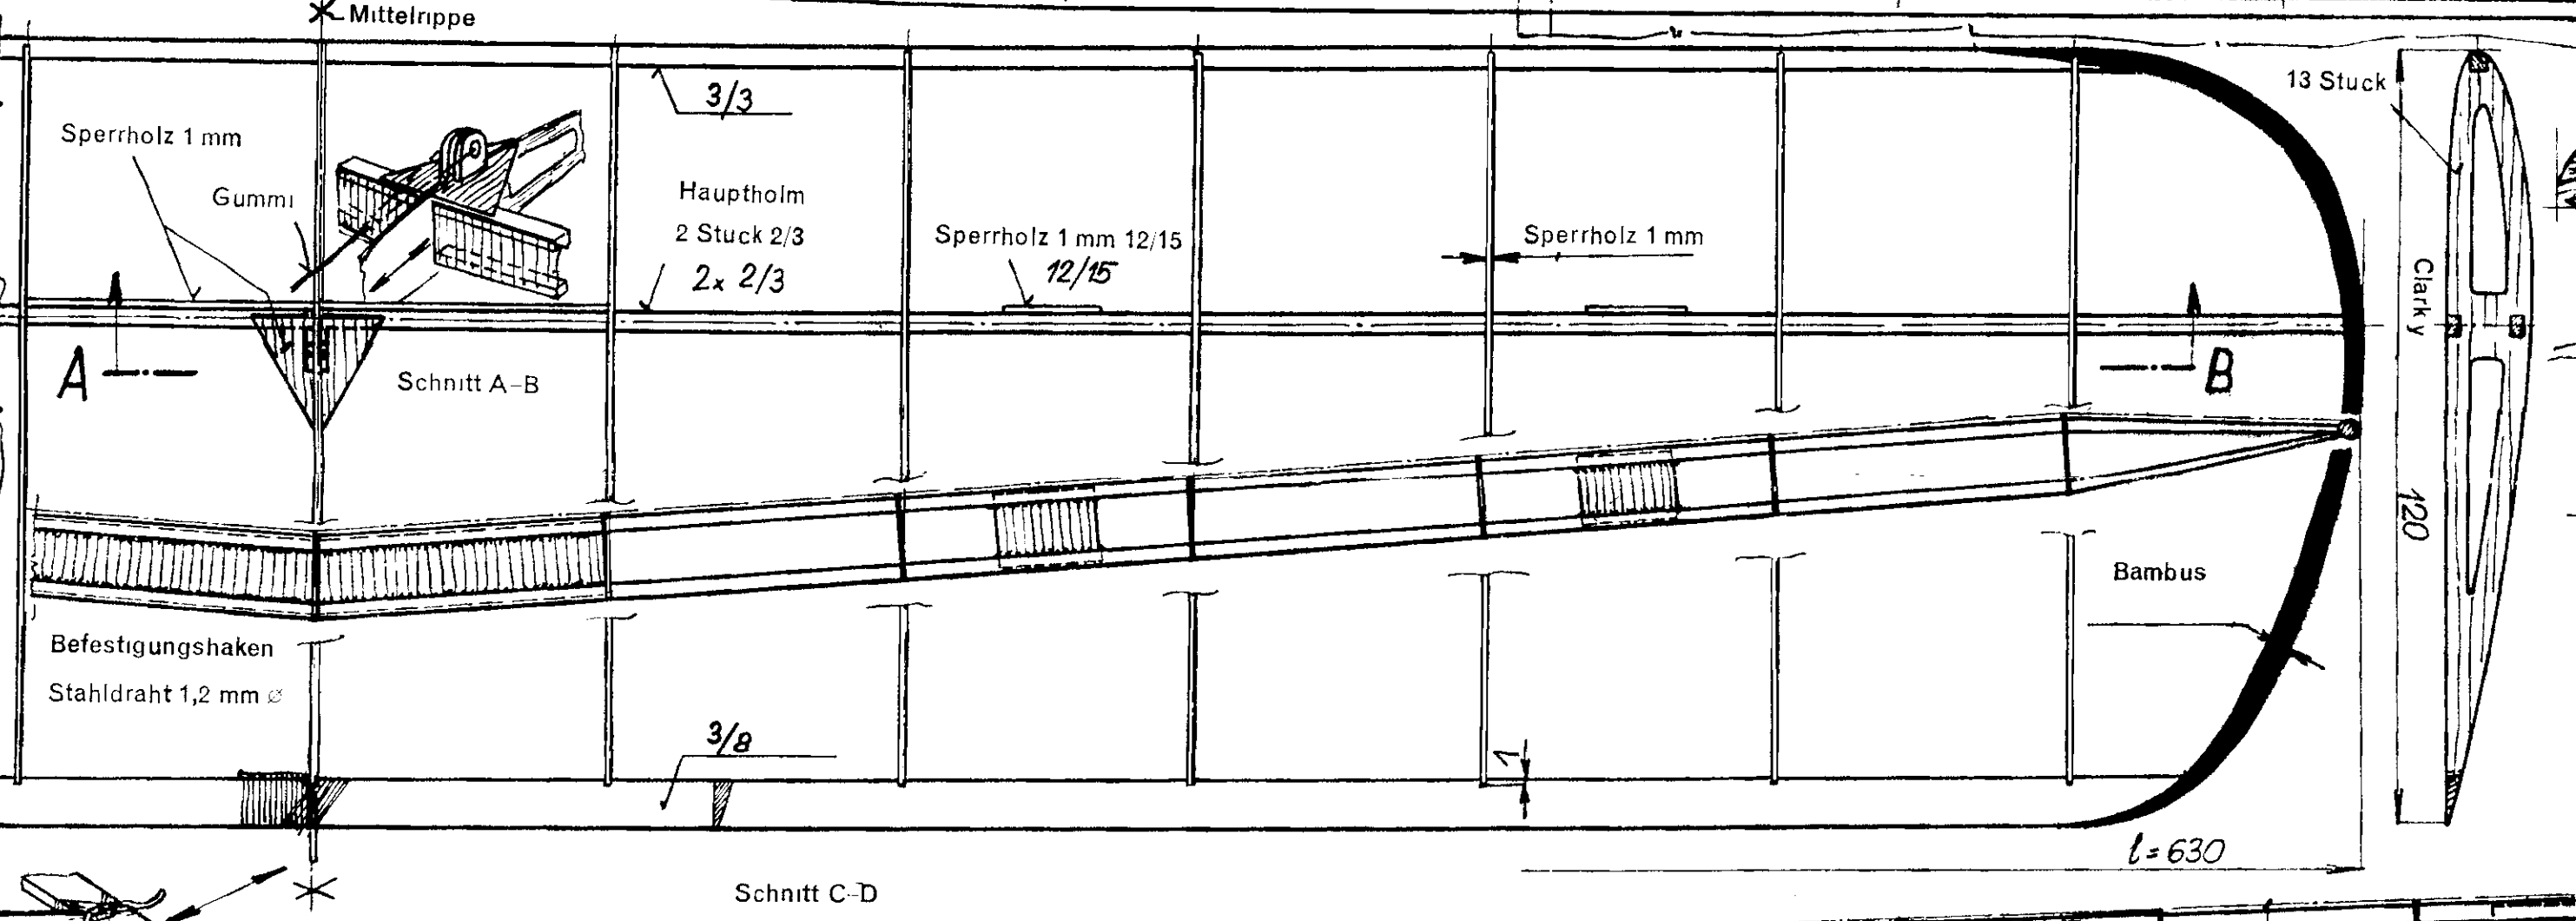 Mittelrippe
13 Stuck
3/3
Sperrholz 1 mm
Gummi
Hauptholm
2 Stuck 2/3
2x 2/3
Sperrholz 1 mm 12/15
12/15
Sperrholz 1 mm
Clark y
A
Schnitt A-B
B
120
Bambus
Befestigungshaken
Stahldraht 1,2 mm ⌀
3/8
1
l=630
Schnitt C-D